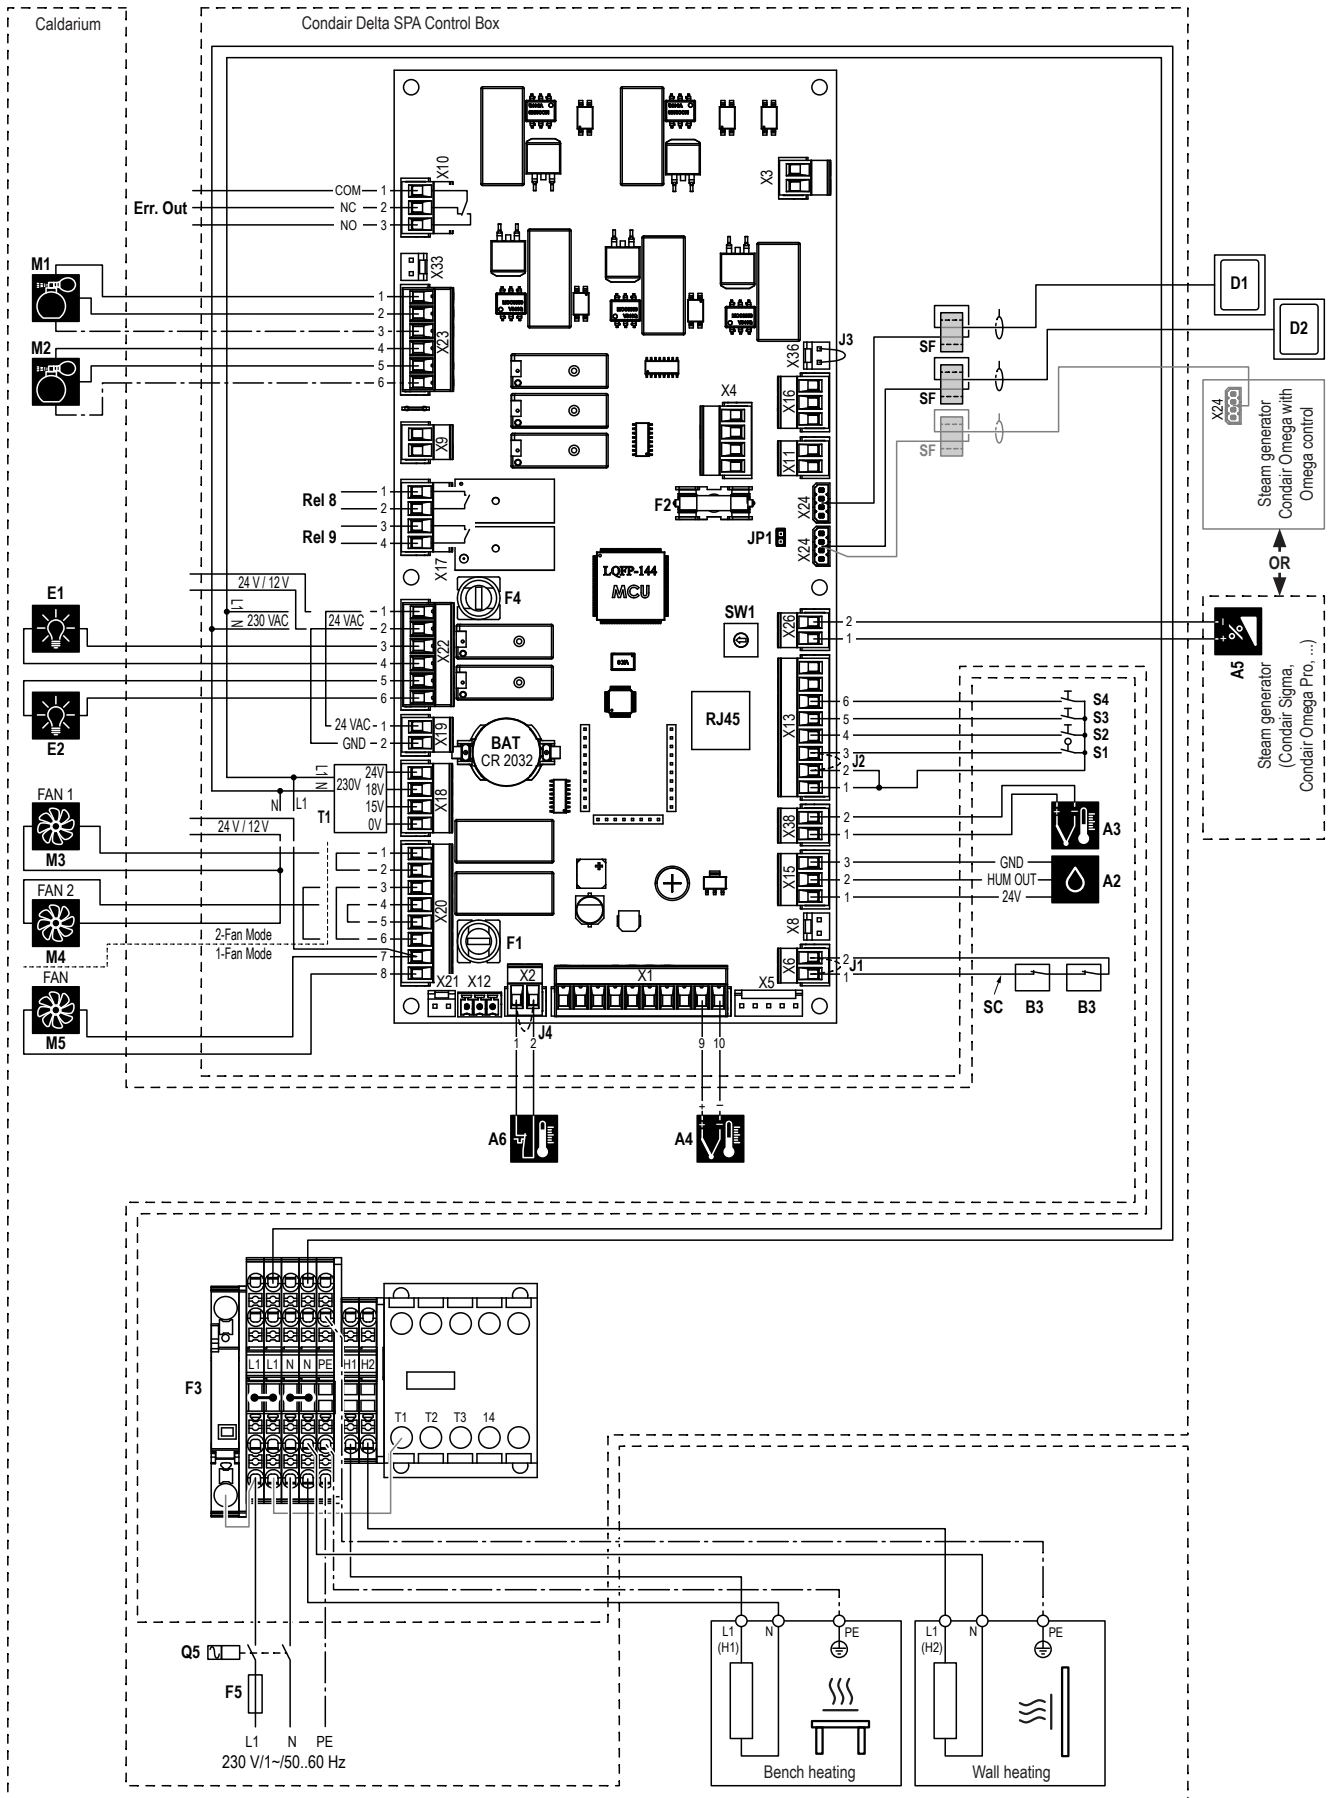 Caldarium
Condair Delta SPA Control Box
X10
X3
COM 1
Err. Out NC 2
NO 3
X33
M1
D1
1
2
3
4
5
6
X23
M2
D2
J3
X36
SF
SF
SF
X4
X16
X9
X11
X24
Steam generator
Condair Omega with
Omega control
Rel 8
1
2
Rel 9
3
4
X17
F2
JP1
X24
X24
OR
LQFP-144
MCU
F4
24 V / 12 V
L1
N
230 VAC
24 VAC
E1
1
2
3
4
5
6
X22
SW1
X26
2
1
-
+
%
A5
Steam generator
(Condair Sigma,
Condair Omega Pro, ...)
E2
RJ45
X13
6
5
4
3
2
1
S4
S3
S2
S1
J2
24 VAC 1
GND 2
X19
BAT
CR 2032
L1
N
230V
24V
18V
15V
0V
X18
T1
N
L1
FAN 1
M3
24 V / 12 V
X38
2
1
+
-
A3
X15
3 GND
2 HUM OUT
1 24V
A2
FAN 2
M4
1
2
3
4
5
6
7
8
X20
2-Fan Mode
1-Fan Mode
F1
X8
X6
2
1
J1
SC
B3
B3
FAN
M5
X21
X12
X2
X1
X5
J4
1
2
9
10
+
-
A6
A4
F3
L1 L1 N N PE H1 H2
T1 T2 T3 14
Q5
F5
L1 N PE
230 V/1~/50..60 Hz
L1
(H1)
N
PE
Bench heating
L1
(H2)
N
PE
Wall heating